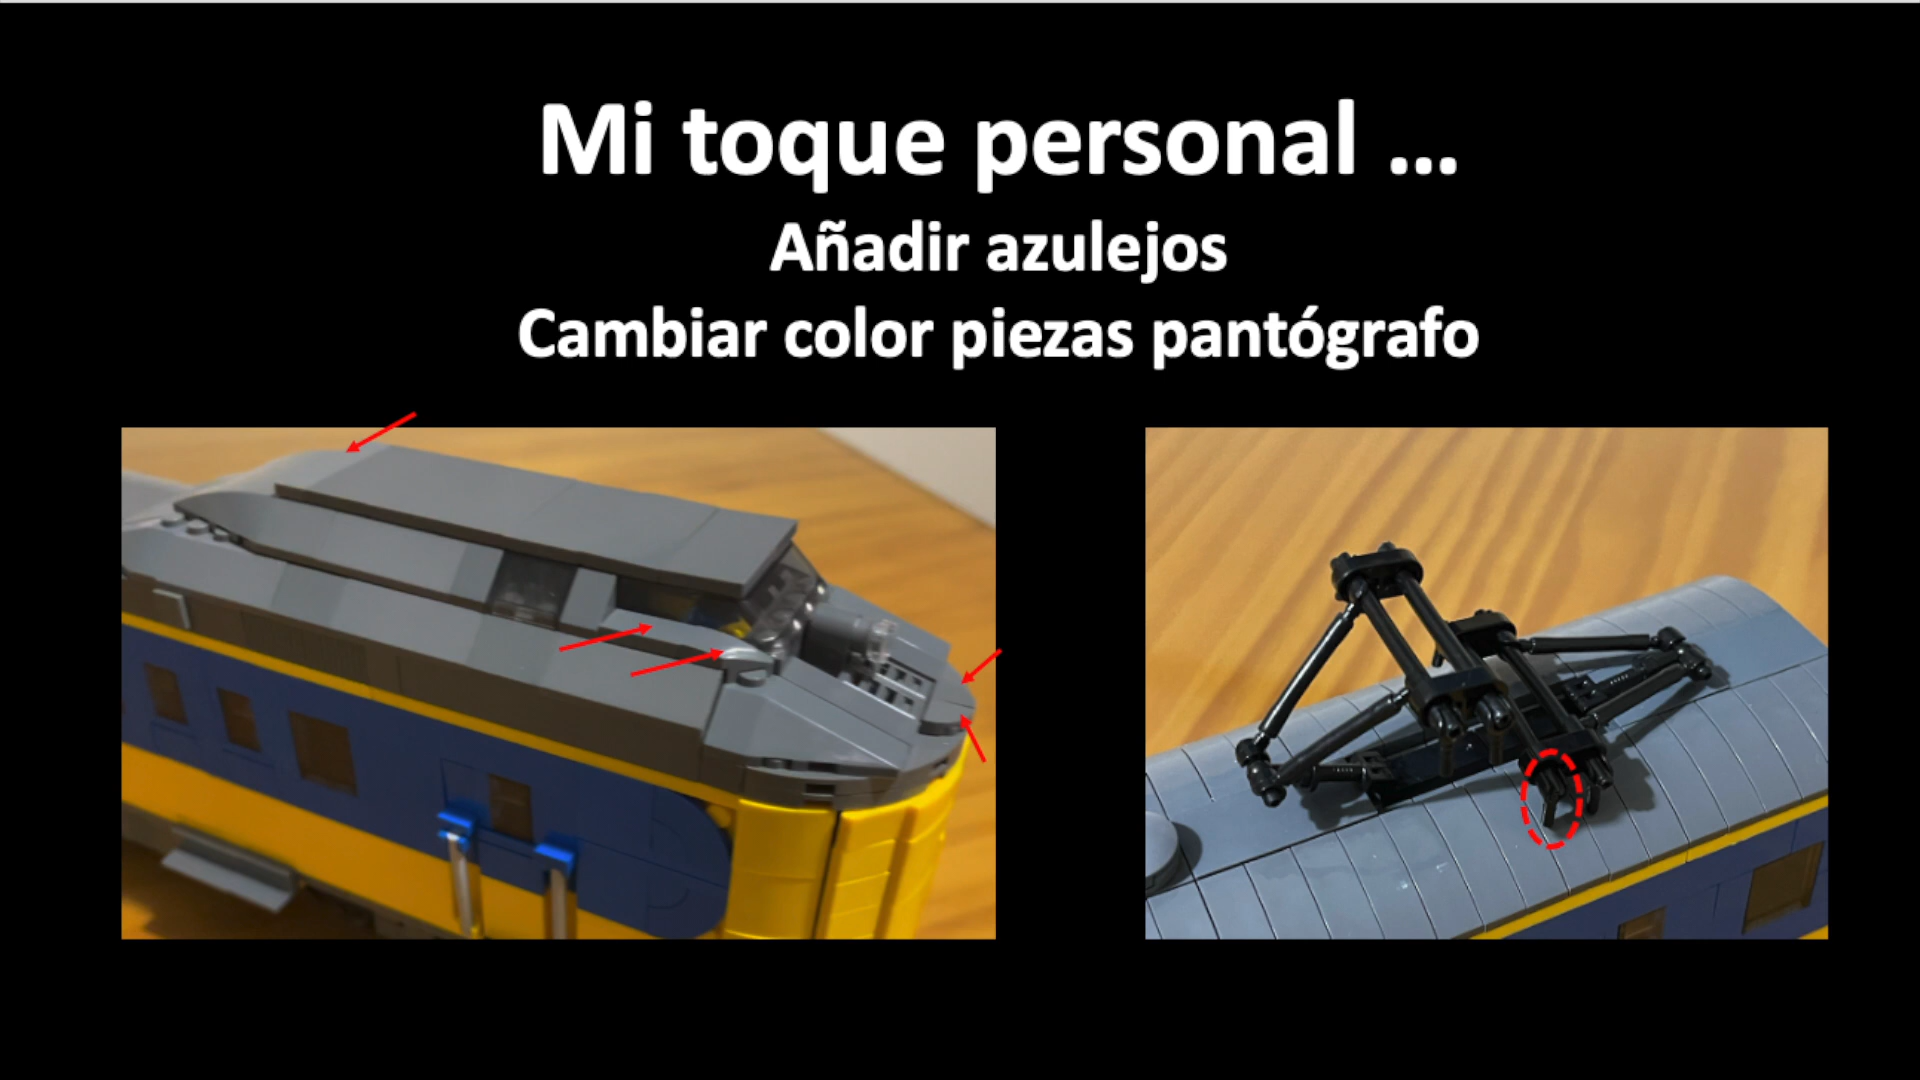 Mi toque personal ...
Añadir azulejos
Cambiar color piezas pantógrafo